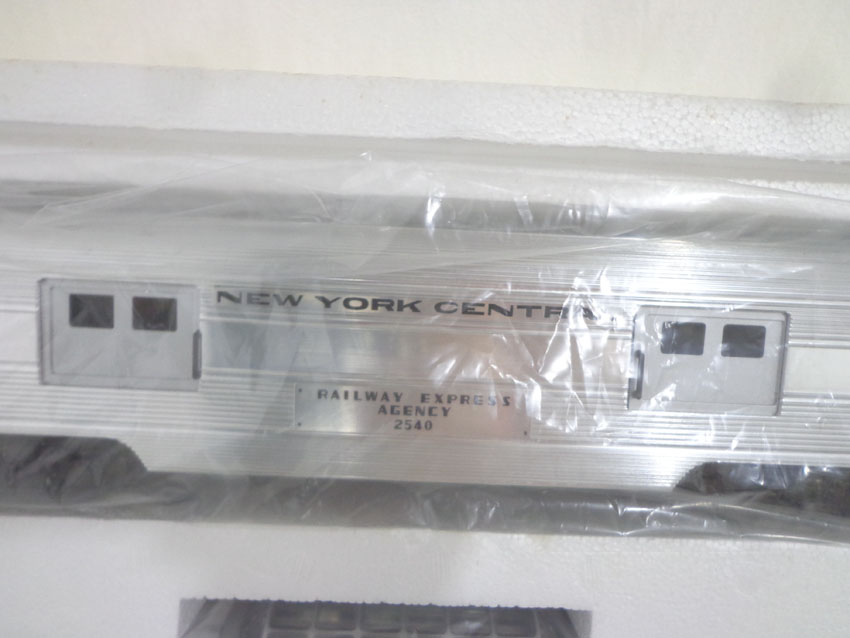 NEW YORK CENTRA
RAILWAY EXPRESS
AGENCY
2540